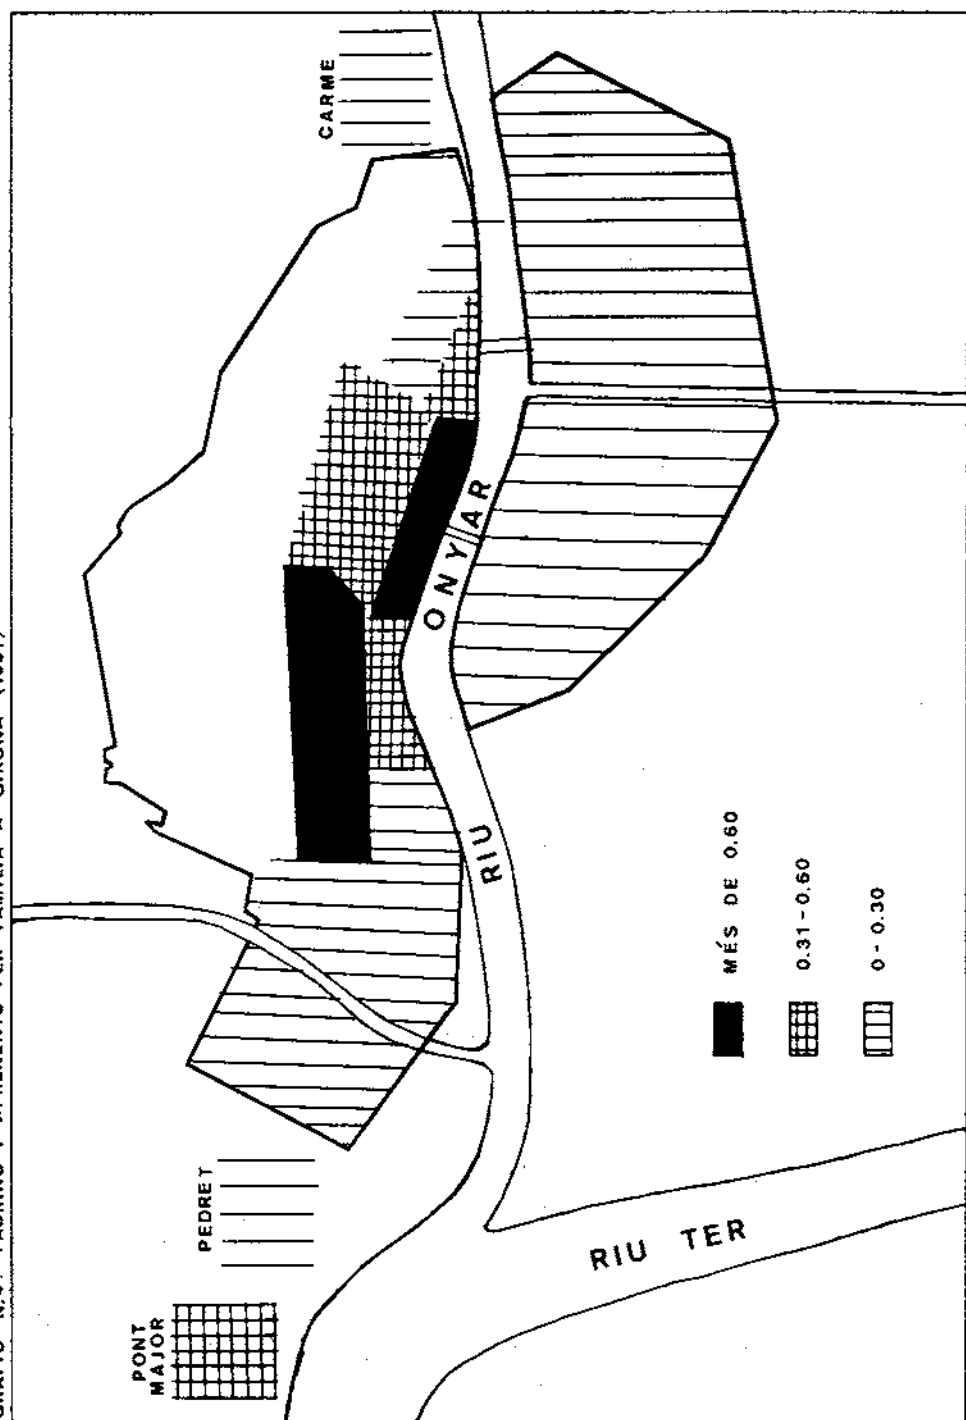 A GIRONA
PONT
MAJOR
PEDRET
CARME
RIU ONYAR
RIU TER
MÉS DE 0.60
0.31-0.60
0-0.30